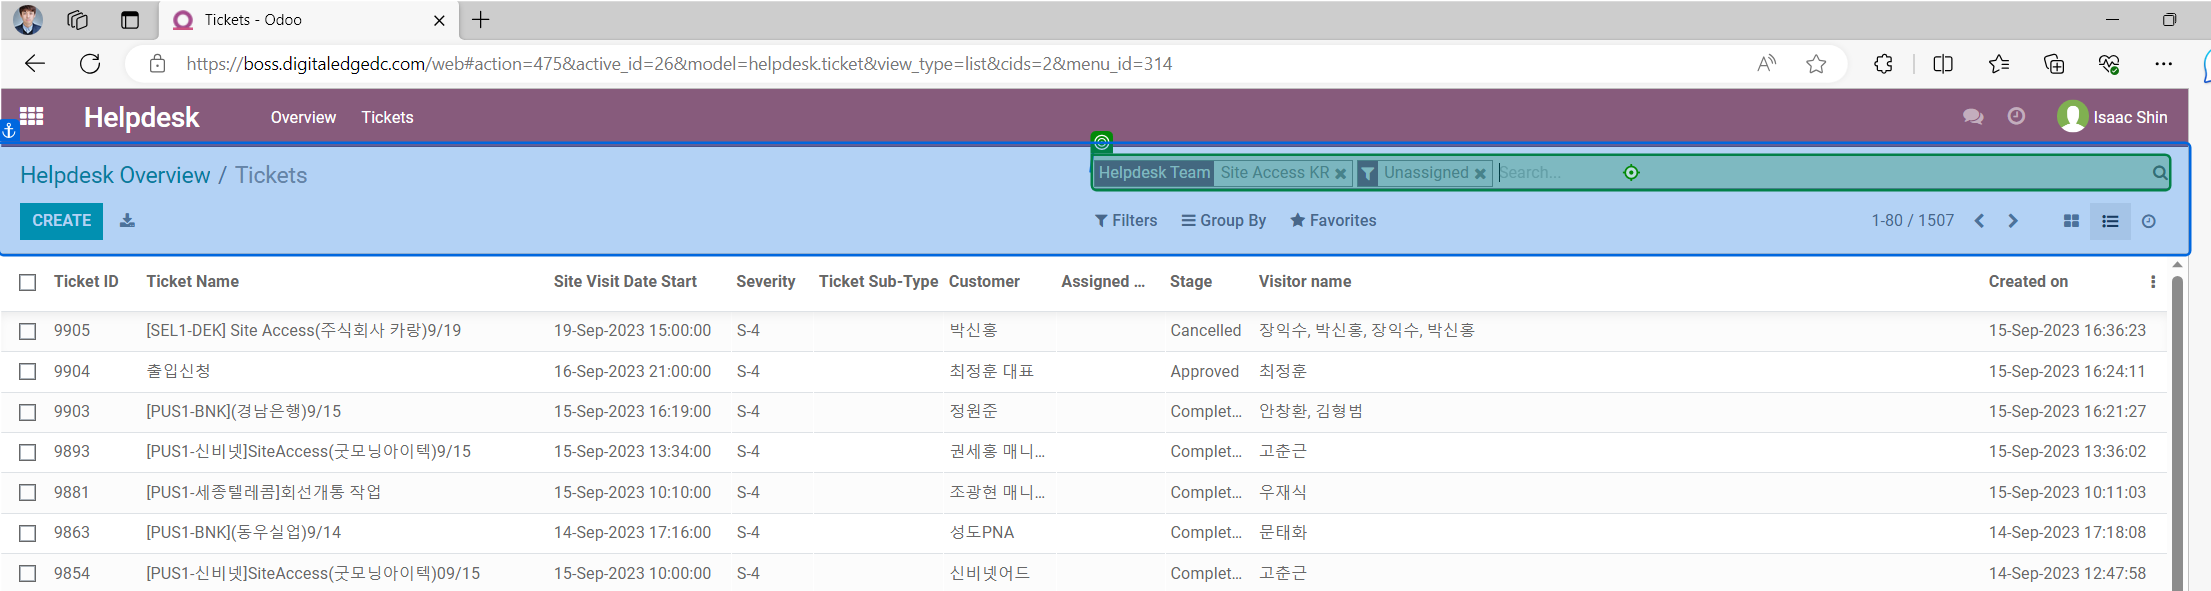 Tickets - Odoo
https://boss.digitaledgedc.com/web#action=475&active_id=26&model=helpdesk.ticket&view_type=list&cids=2&menu_id=314
Helpdesk Overview Tickets Isaac Shin
Helpdesk Overview / Tickets Helpdesk Team Site Access KR Unassigned Search...
CREATE Filters Group By Favorites 1-80 / 1507
Ticket ID Ticket Name Site Visit Date Start Severity Ticket Sub-Type Customer Assigned ... Stage Visitor name Created on
9905 [SEL1-DEK] Site Access(주식회사 카랑)9/19 19-Sep-2023 15:00:00 S-4 박신홍 Cancelled 장익수, 박신홍, 장익수, 박신홍 15-Sep-2023 16:36:23
9904 출입신청 16-Sep-2023 21:00:00 S-4 최정훈 대표 Approved 최정훈 15-Sep-2023 16:24:11
9903 [PUS1-BNK](경남은행)9/15 15-Sep-2023 16:19:00 S-4 정원준 Complet... 안창환, 김형범 15-Sep-2023 16:21:27
9893 [PUS1-신비넷]SiteAccess(굿모닝아이텍)9/15 15-Sep-2023 13:34:00 S-4 권세홍 매니... Complet... 고춘근 15-Sep-2023 13:36:02
9881 [PUS1-세종텔레콤]회선개통 작업 15-Sep-2023 10:10:00 S-4 조광현 매니... Complet... 우재식 15-Sep-2023 10:11:03
9863 [PUS1-BNK](동우실업)9/14 14-Sep-2023 17:16:00 S-4 성도PNA Complet... 문태화 14-Sep-2023 17:18:08
9854 [PUS1-신비넷]SiteAccess(굿모닝아이텍)09/15 15-Sep-2023 10:00:00 S-4 신비넷어드 Complet... 고춘근 14-Sep-2023 12:47:58